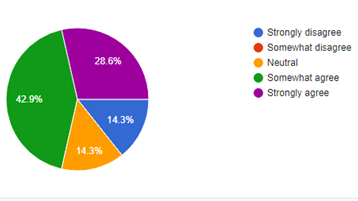 Strongly disagree
Somewhat disagree
Neutral
Somewhat agree
Strongly agree
28.6%
42.9%
14.3%
14.3%